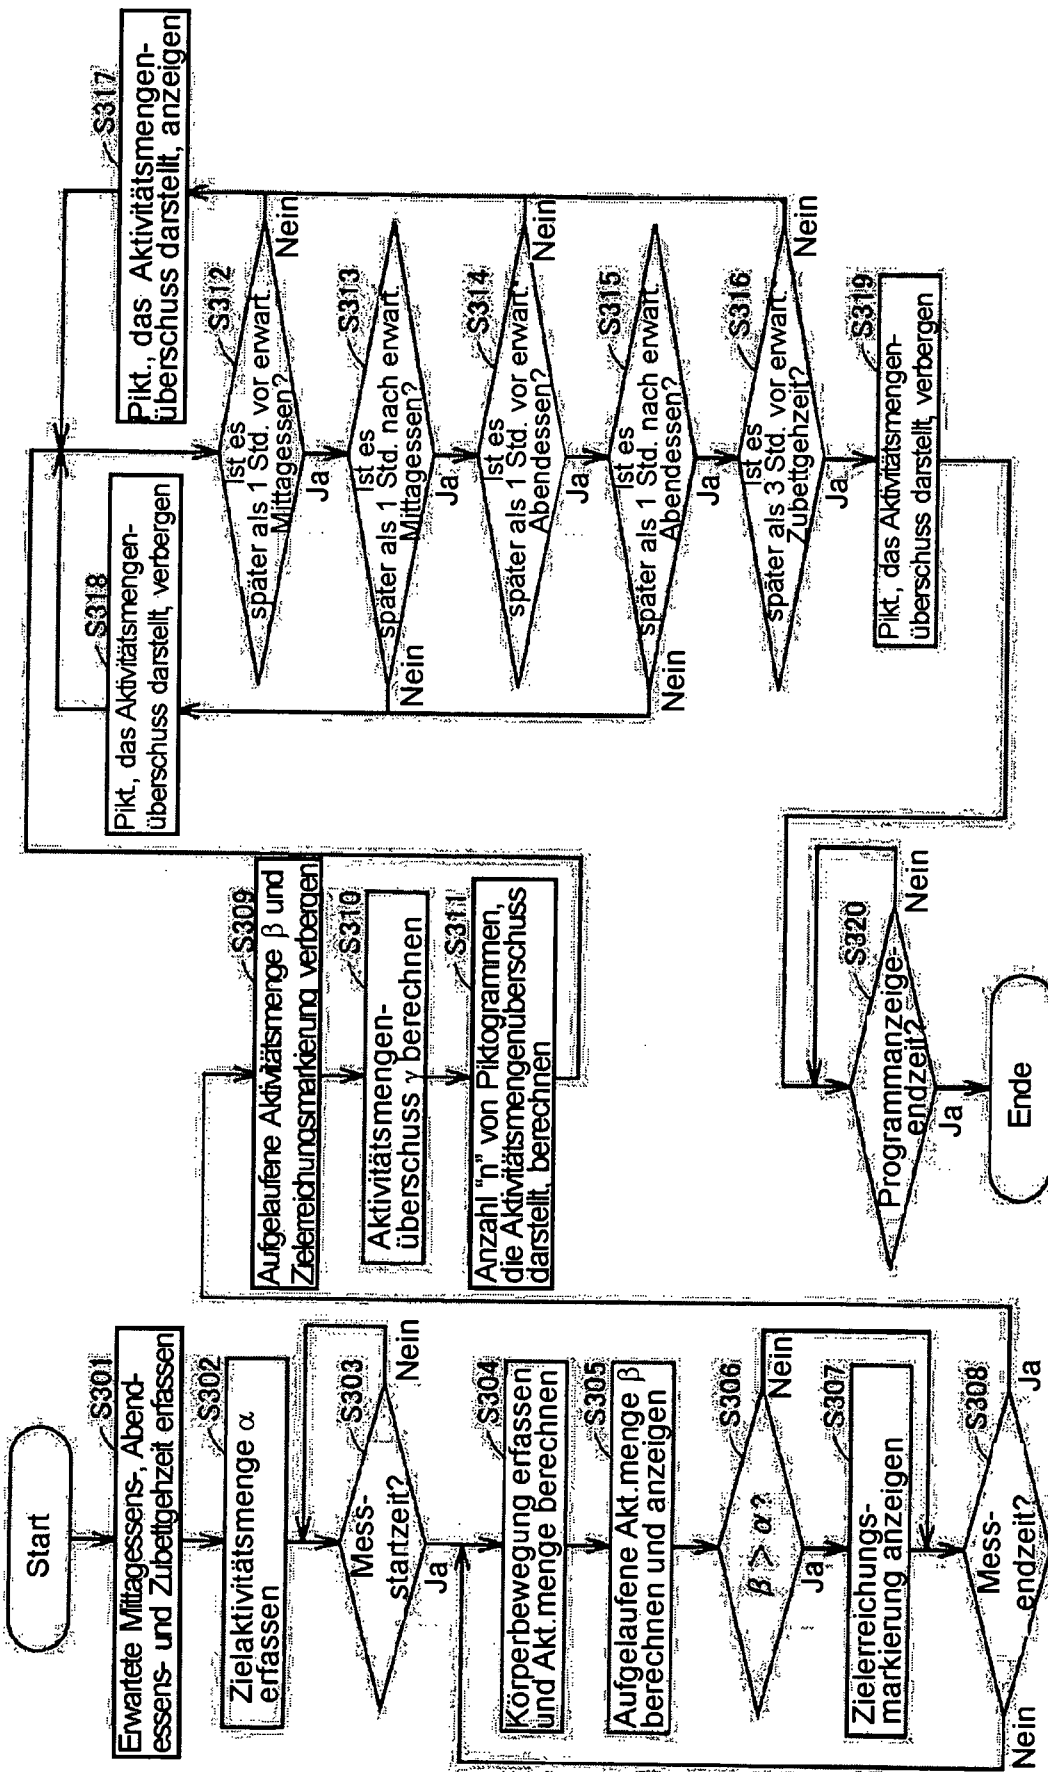 Start
S301
Erwartete Mittagessens-, Abend-
essens- und Zubettgehzeit erfassen
S302
Zielaktivitätsmenge α
erfassen
S303
Mess-
startzeit?
Nein
Ja
S304
Körperbewegung erfassen
und Akt.menge berechnen
S305
Aufgelaufene Akt.menge β
berechnen und anzeigen
S306
β > α ?
Nein
Ja
S307
Zielerreichungs-
markierung anzeigen
S308
Mess-
endzeit?
Nein
Ja
S309
Aufgelaufene Aktivitätsmenge β und
Zielerreichungsmarkierung verbergen
S310
Aktivitätsmengen-
überschuss γ berechnen
S311
Anzahl "n" von Piktogrammen,
die Aktivitätsmengenüberschuss
darstellt, berechnen
S318
Pikt., das Aktivitätsmengen-
überschuss darstellt, verbergen
S317
Pikt., das Aktivitätsmengen-
überschuss darstellt, anzeigen
S312
Ist es
später als 1 Std. vor erwart.
Mittagessen?
Nein
Ja
S313
Ist es
später als 1 Std. nach erwart.
Mittagessen?
Nein
Ja
S314
Ist es
später als 1 Std. vor erwart.
Abendessen?
Nein
Ja
S315
Ist es
später als 1 Std. nach erwart.
Abendessen?
Nein
Ja
S316
Ist es
später als 3 Std. vor erwart.
Zubettgehzeit?
Nein
Ja
S319
Pikt., das Aktivitätsmengen-
überschuss darstellt, verbergen
S320
Programmanzeige-
endzeit?
Nein
Ja
Ende